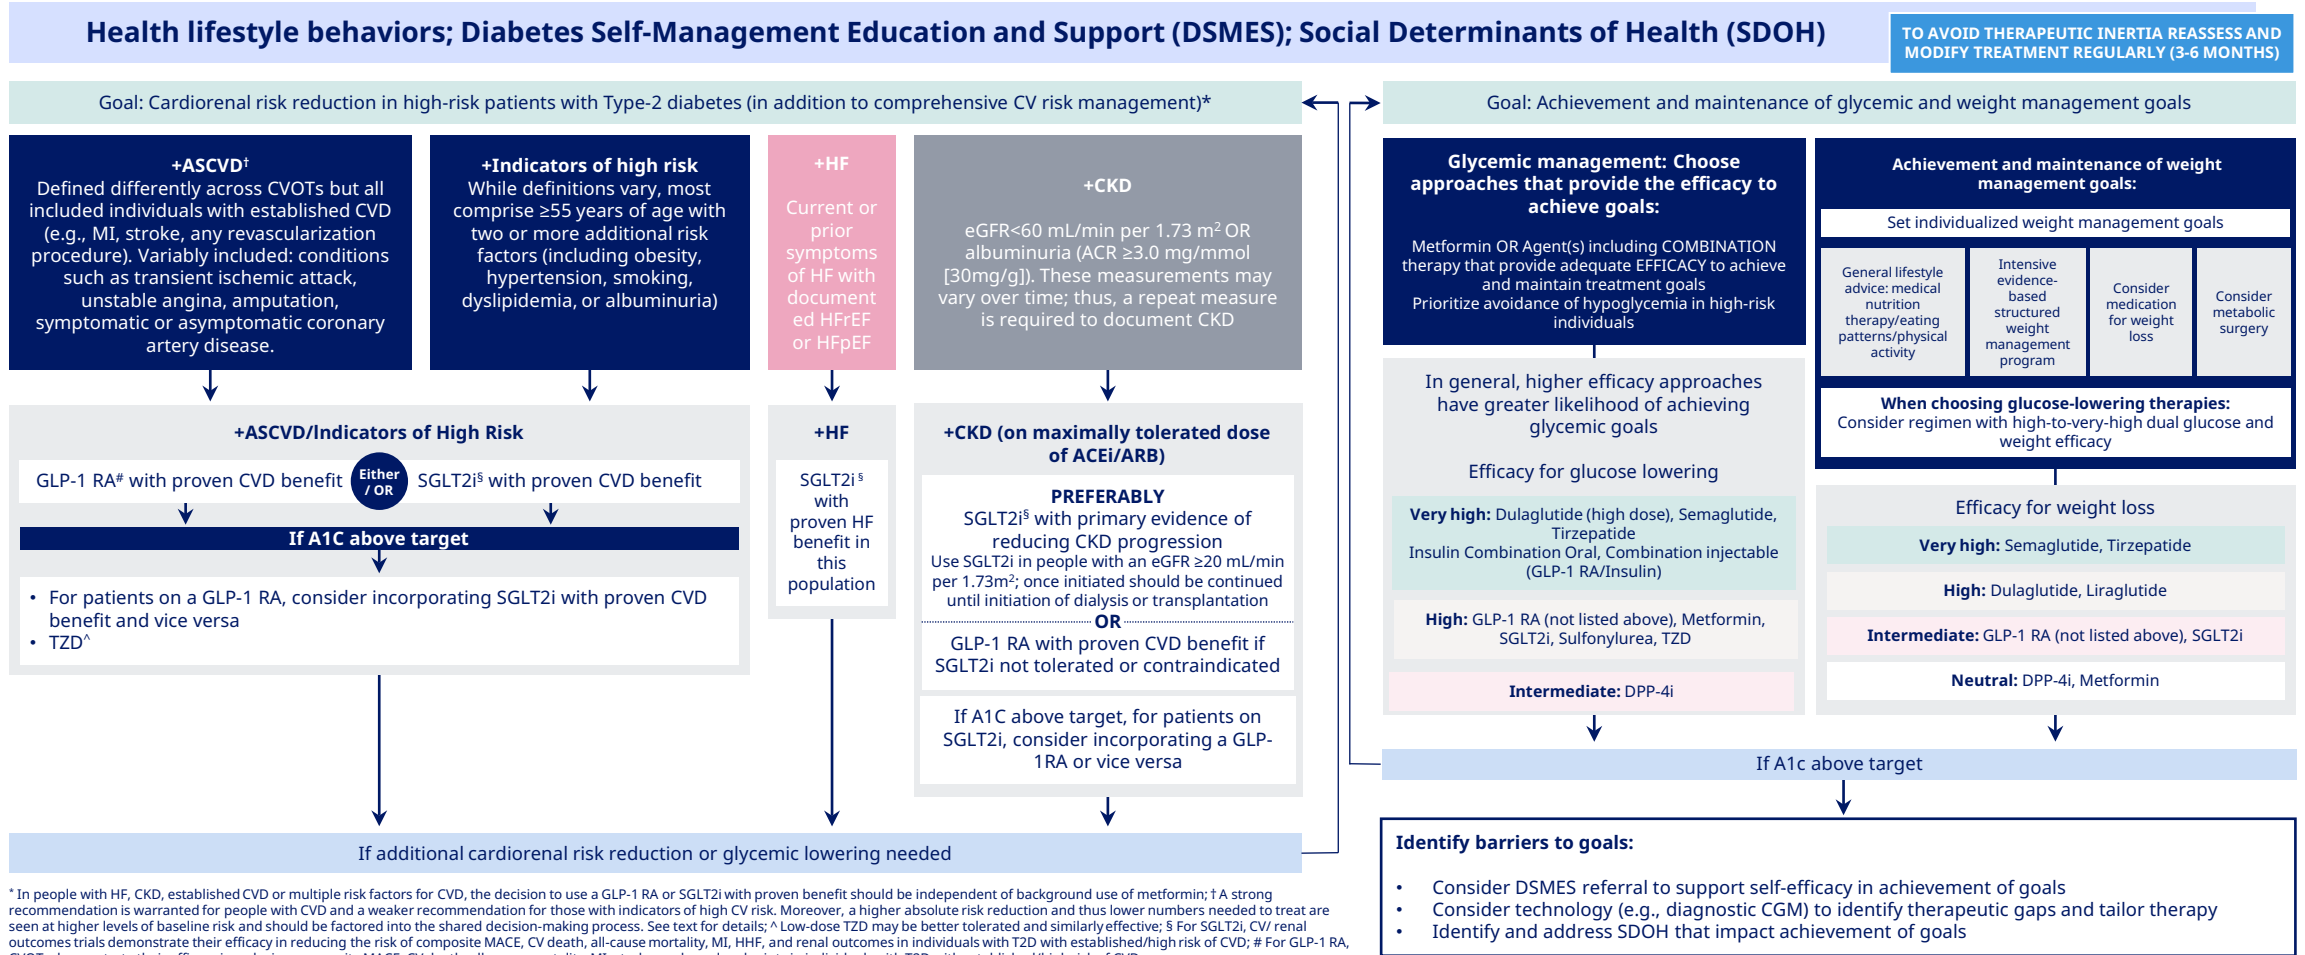 Health lifestyle behaviors; Diabetes Self-Management Education and Support (DSMES); Social Determinants of Health (SDOH)
TO AVOID THERAPEUTIC INERTIA REASSESS AND
MODIFY TREATMENT REGULARLY (3-6 MONTHS)
Goal: Cardiorenal risk reduction in high-risk patients with Type-2 diabetes (in addition to comprehensive CV risk management)*
+ASCVD†
Defined differently across CVOTs but all
included individuals with established CVD
(e.g., MI, stroke, any revascularization
procedure). Variably included: conditions
such as transient ischemic attack,
unstable angina, amputation,
symptomatic or asymptomatic coronary
artery disease.
+Indicators of high risk
While definitions vary, most
comprise ≥55 years of age with
two or more additional risk
factors (including obesity,
hypertension, smoking,
dyslipidemia, or albuminuria)
+HF
Current or
prior
symptoms
of HF with
document
ed HFrEF
or HFpEF
+CKD
eGFR<60 mL/min per 1.73 m² OR
albuminuria (ACR ≥3.0 mg/mmol
[30mg/g]). These measurements may
vary over time; thus, a repeat measure
is required to document CKD
+ASCVD/Indicators of High Risk
GLP-1 RA# with proven CVD benefit
Either
/ OR
SGLT2i§ with proven CVD benefit
If A1C above target
• For patients on a GLP-1 RA, consider incorporating SGLT2i with proven CVD
benefit and vice versa
• TZD^
+HF
SGLT2i§
with
proven HF
benefit in
this
population
+CKD (on maximally tolerated dose
of ACEi/ARB)
PREFERABLY
SGLT2i§ with primary evidence of
reducing CKD progression
Use SGLT2i in people with an eGFR ≥20 mL/min
per 1.73m²; once initiated should be continued
until initiation of dialysis or transplantation
OR
GLP-1 RA with proven CVD benefit if
SGLT2i not tolerated or contraindicated
If A1C above target, for patients on
SGLT2i, consider incorporating a GLP-
1RA or vice versa
If additional cardiorenal risk reduction or glycemic lowering needed
* In people with HF, CKD, established CVD or multiple risk factors for CVD, the decision to use a GLP-1 RA or SGLT2i with proven benefit should be independent of background use of metformin; † A strong
recommendation is warranted for people with CVD and a weaker recommendation for those with indicators of high CV risk. Moreover, a higher absolute risk reduction and thus lower numbers needed to treat are
seen at higher levels of baseline risk and should be factored into the shared decision-making process. See text for details; ^ Low-dose TZD may be better tolerated and similarly effective; § For SGLT2i, CV/ renal
outcomes trials demonstrate their efficacy in reducing the risk of composite MACE, CV death, all-cause mortality, MI, HHF, and renal outcomes in individuals with T2D with established/high risk of CVD; # For GLP-1 RA,
Goal: Achievement and maintenance of glycemic and weight management goals
Glycemic management: Choose
approaches that provide the efficacy to
achieve goals:
Metformin OR Agent(s) including COMBINATION
therapy that provide adequate EFFICACY to achieve
and maintain treatment goals
Prioritize avoidance of hypoglycemia in high-risk
individuals
In general, higher efficacy approaches
have greater likelihood of achieving
glycemic goals
Efficacy for glucose lowering
Very high: Dulaglutide (high dose), Semaglutide,
Tirzepatide
Insulin Combination Oral, Combination injectable
(GLP-1 RA/Insulin)
High: GLP-1 RA (not listed above), Metformin,
SGLT2i, Sulfonylurea, TZD
Intermediate: DPP-4i
Achievement and maintenance of weight
management goals:
Set individualized weight management goals
General lifestyle
advice: medical
nutrition
therapy/eating
patterns/physical
activity
Intensive
evidence-
based
structured
weight
management
program
Consider
medication
for weight
loss
Consider
metabolic
surgery
When choosing glucose-lowering therapies:
Consider regimen with high-to-very-high dual glucose and
weight efficacy
Efficacy for weight loss
Very high: Semaglutide, Tirzepatide
High: Dulaglutide, Liraglutide
Intermediate: GLP-1 RA (not listed above), SGLT2i
Neutral: DPP-4i, Metformin
If A1c above target
Identify barriers to goals:
• Consider DSMES referral to support self-efficacy in achievement of goals
• Consider technology (e.g., diagnostic CGM) to identify therapeutic gaps and tailor therapy
• Identify and address SDOH that impact achievement of goals